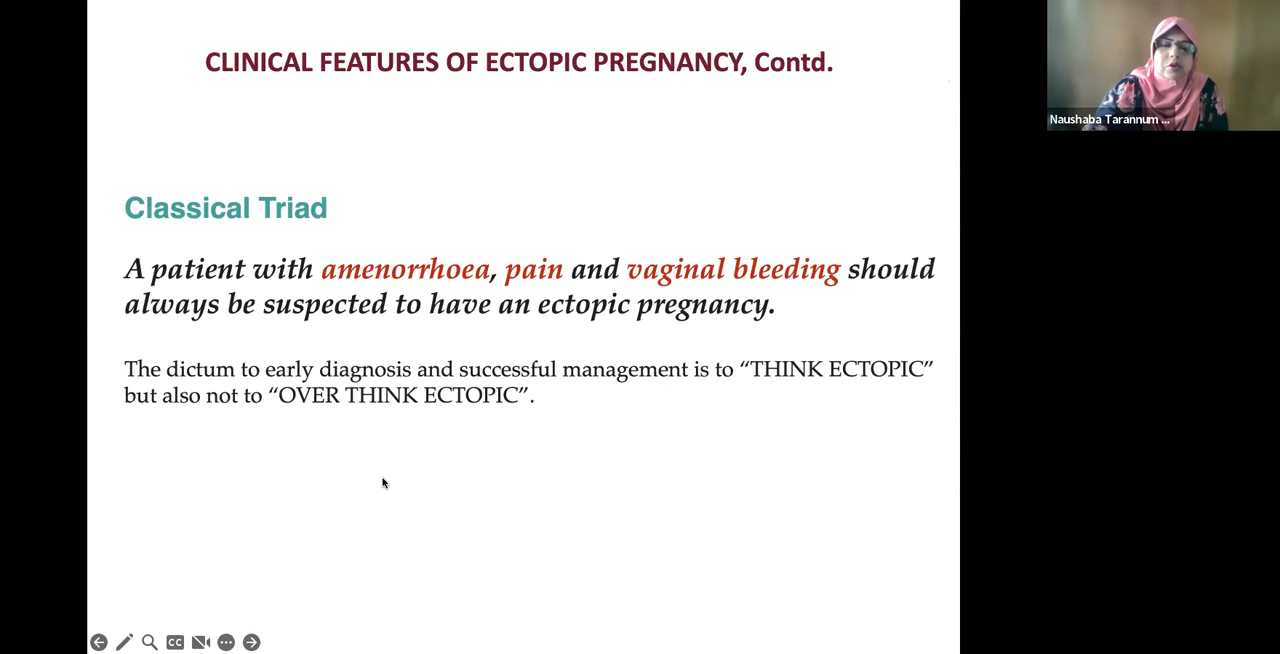 CLINICAL FEATURES OF ECTOPIC PREGNANCY, Contd.
Naushaba Tarannum ...
Classical Triad
A patient with amenorrhoea, pain and vaginal bleeding should
always be suspected to have an ectopic pregnancy.
The dictum to early diagnosis and successful management is to “THINK ECTOPIC”
but also not to “OVER THINK ECTOPIC”.
CC